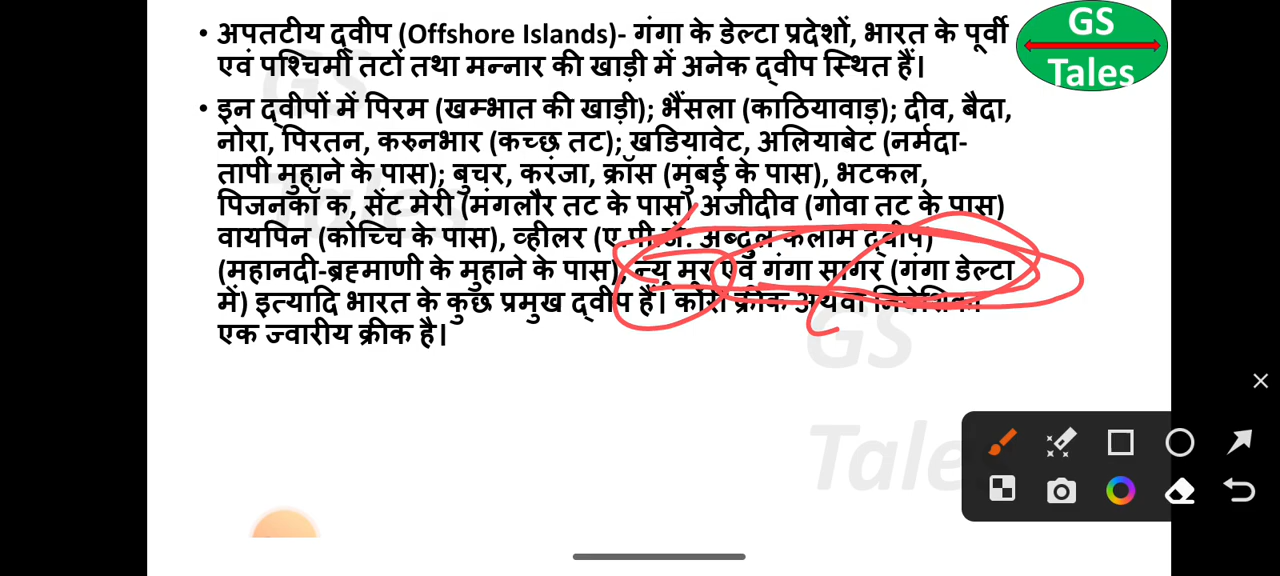 • अपतटीय द्वीप (Offshore Islands)- गंगा के डेल्टा प्रदेशों, भारत के पूर्वी
एवं पश्चिमी तटों तथा मन्नार की खाड़ी में अनेक द्वीप स्थित हैं।
• इन द्वीपों में पिरम (खम्भात की खाड़ी); भैंसला (काठियावाड़); दीव, बैदा,
नोरा, पिरतन, करुनभार (कच्छ तट); खडियावेट, अलियाबेट (नर्मदा-
तापी मुहाने के पास); बुचर, करंजा, क्रॉस (मुंबई के पास), भटकल,
पिजनकॉ क, सेंट मेरी (मंगलौर तट के पास) अंजीदीव (गोवा तट के पास)
वायपिन (कोच्चि के पास), व्हीलर (ए पी.जे. अब्दुल कलाम द्वीप)
(महानदी-ब्रह्माणी के मुहाने के पास), न्यू मूर एवं गंगा सागर (गंगा डेल्टा
में) इत्यादि भारत के कुछ प्रमुख द्वीप हैं। कोरी क्रीक अथवा निवेशिका
एक ज्वारीय क्रीक है।
GS
Tales
GS
Tales